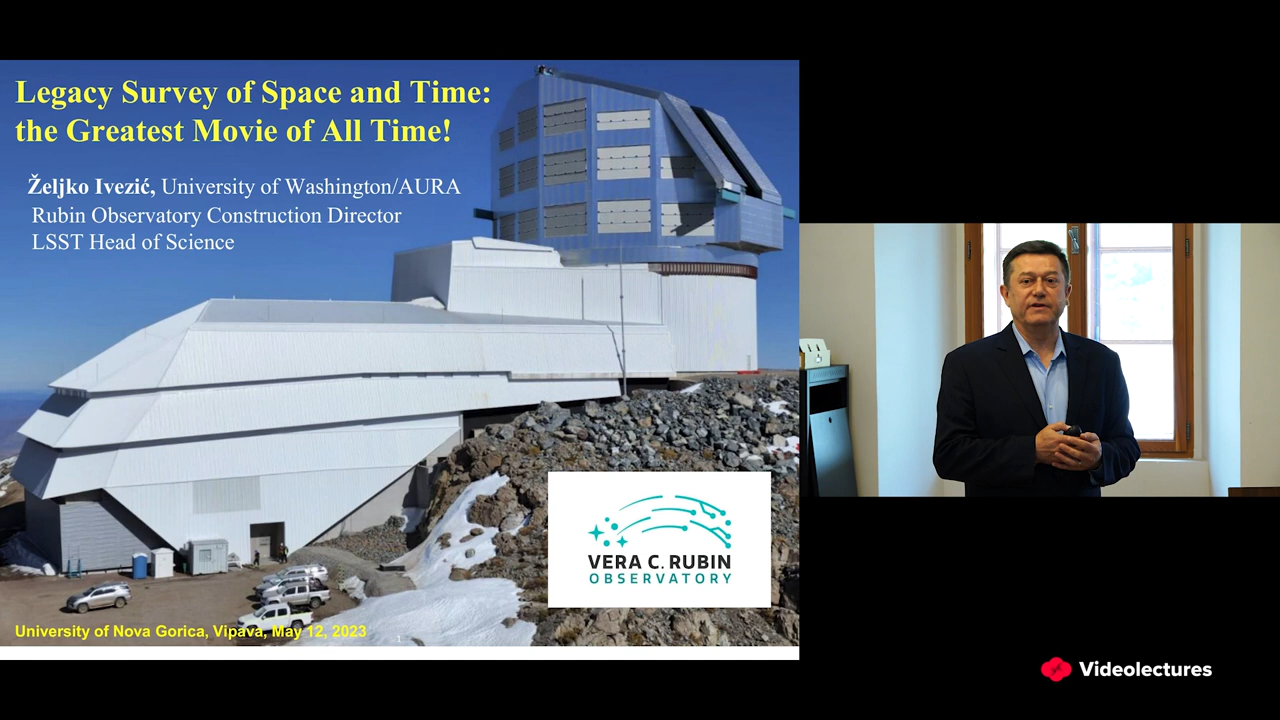 Legacy Survey of Space and Time:
the Greatest Movie of All Time!
Željko Ivezić, University of Washington/AURA
Rubin Observatory Construction Director
LSST Head of Science
VERA C. RUBIN
OBSERVATORY
University of Nova Gorica, Vipava, May 12, 2023
1
Videolectures